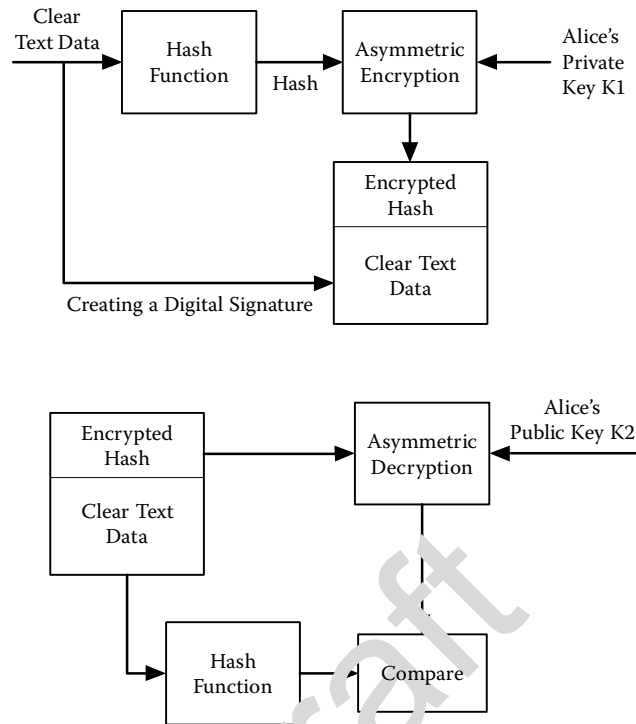 Clear
Text Data
Hash
Function
Hash
Asymmetric
Encryption
Alice's
Private
Key K1
Encrypted
Hash
Clear Text
Data
Creating a Digital Signature
Encrypted
Hash
Clear Text
Data
Asymmetric
Decryption
Alice's
Public Key K2
Hash
Function
Compare